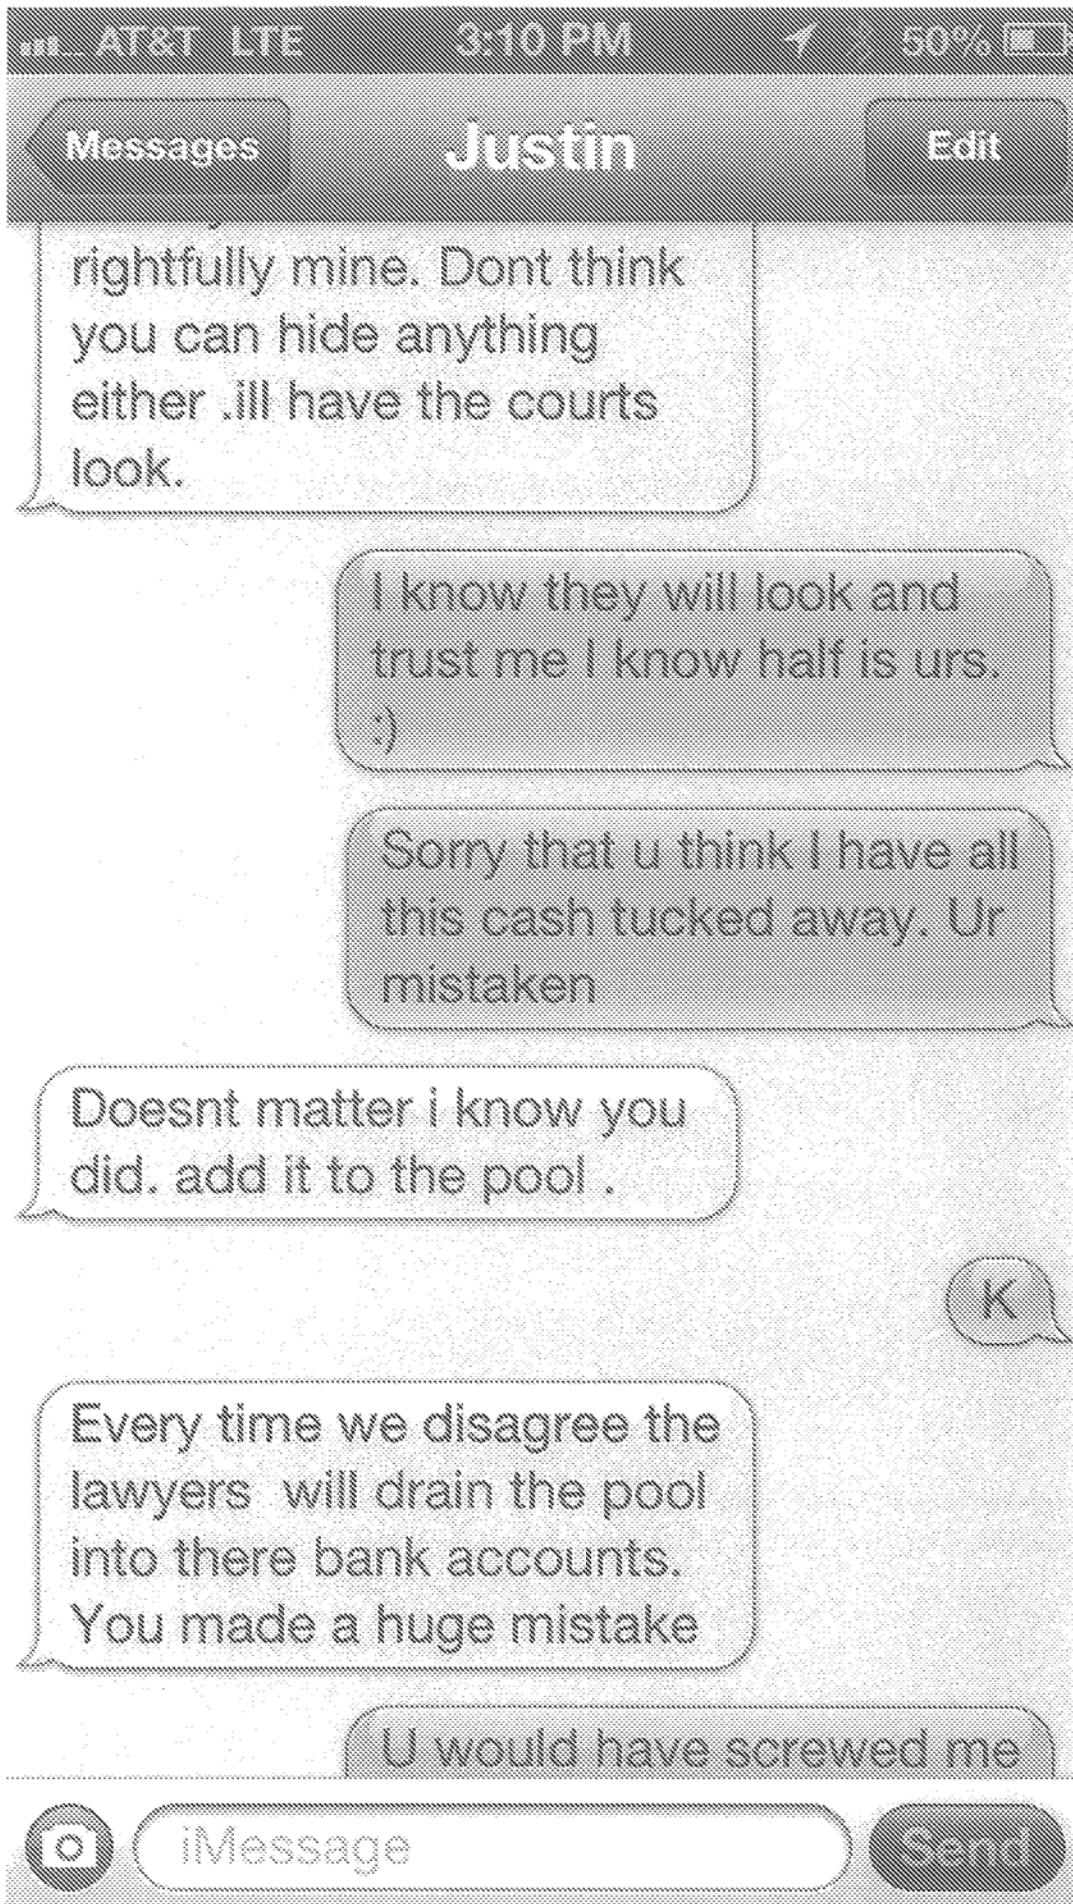 AT&T LTE 3:10 PM 50%
Messages Justin Edit
rightfully mine. Dont think
you can hide anything
either .ill have the courts
look.
I know they will look and
trust me I know half is urs.
:)
Sorry that u think I have all
this cash tucked away. Ur
mistaken
Doesnt matter i know you
did. add it to the pool .
K
Every time we disagree the
lawyers  will drain the pool
into there bank accounts.
You made a huge mistake
U would have screwed me
iMessage Send